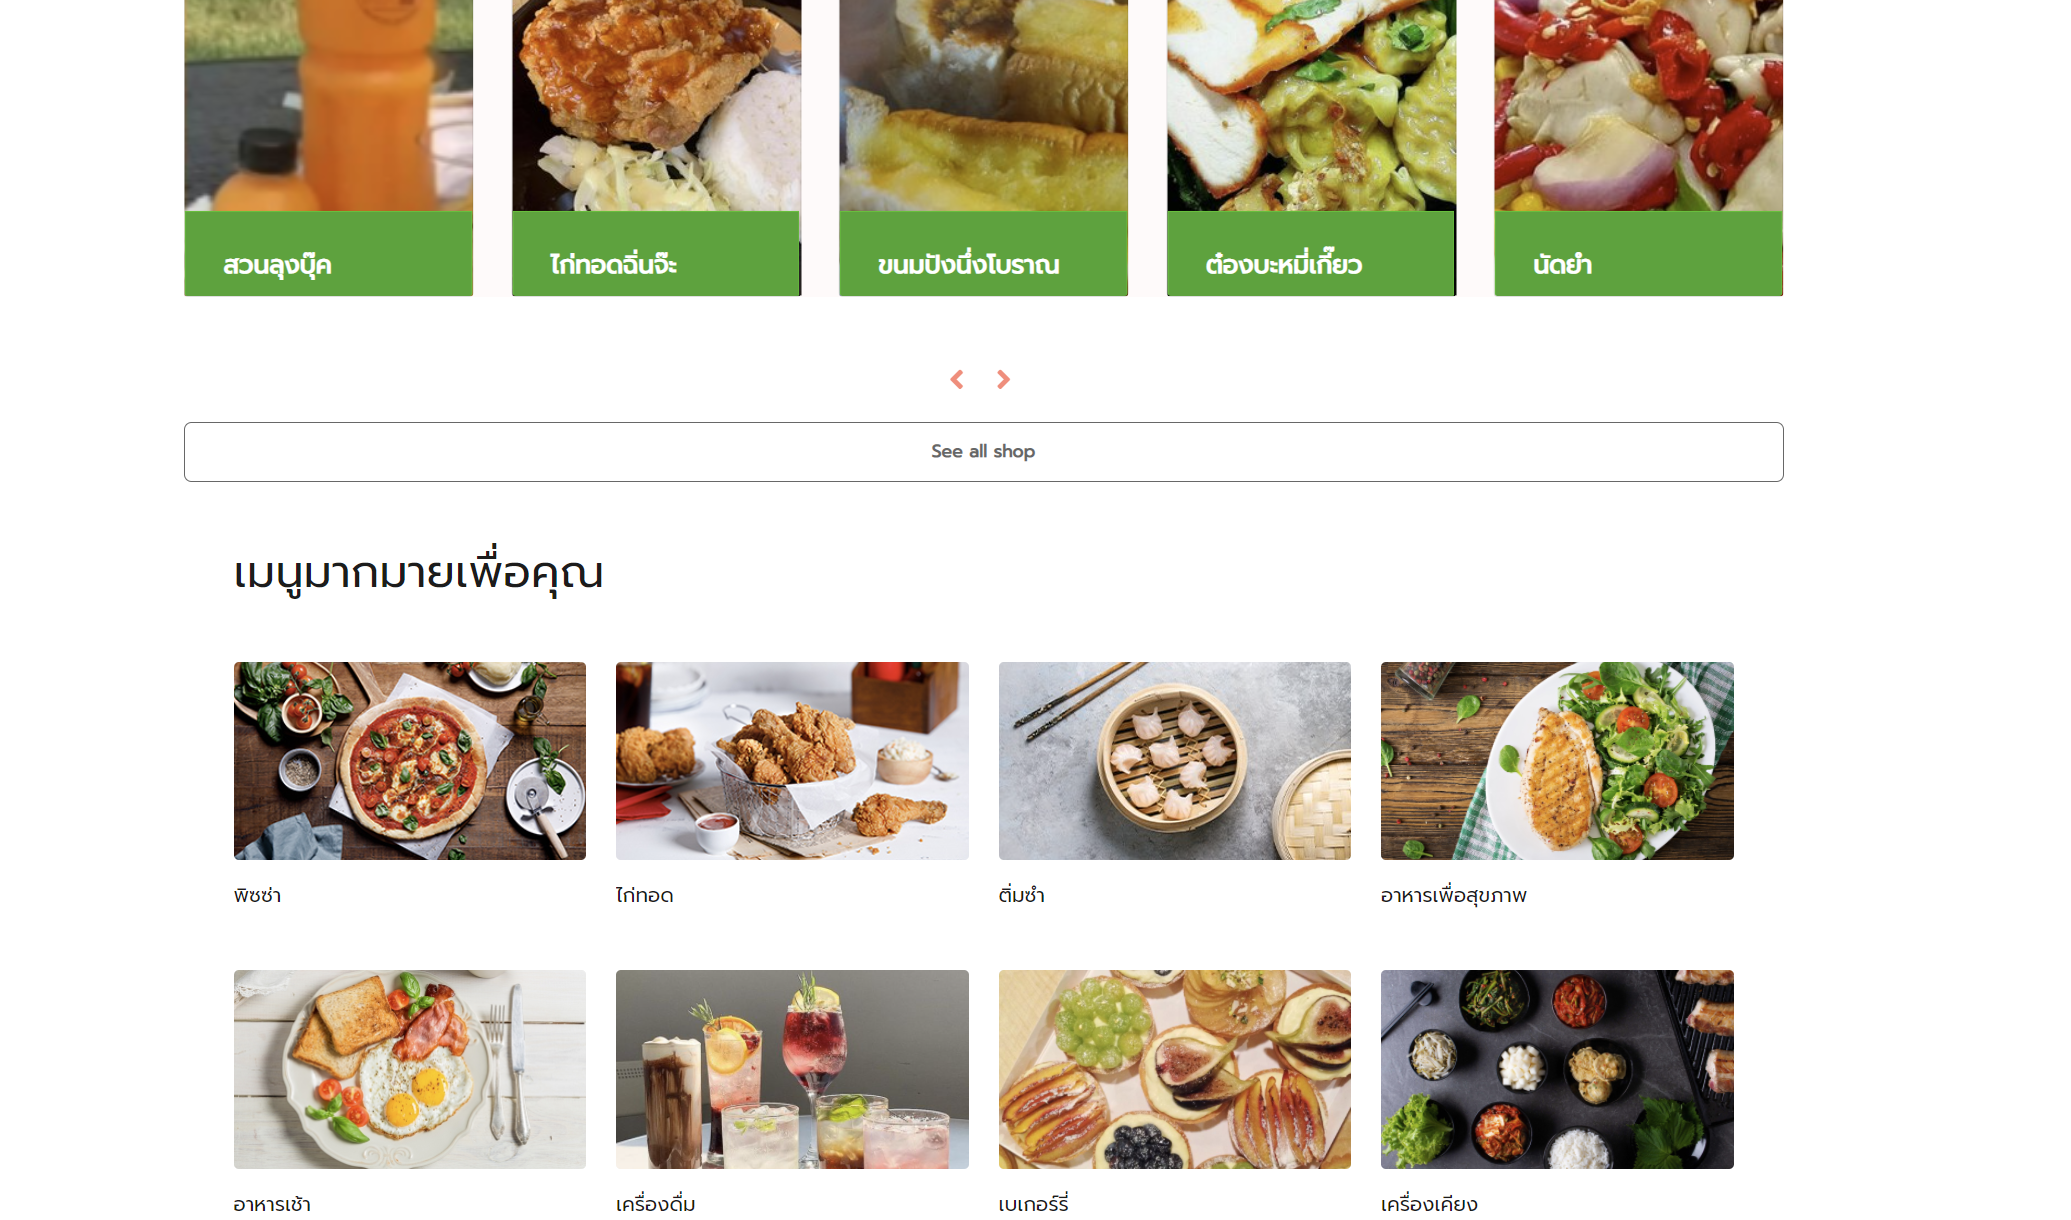 สวนลุงบุ๊ค
ไก่ทอดฉิ่นจ๊ะ
ขนมปังนึ่งโบราณ
ต๋องบะหมี่เกี๊ยว
นัดยำ
See all shop
เมนูมากมายเพื่อคุณ
พิซซ่า
ไก่ทอด
ติ่มซำ
อาหารเพื่อสุขภาพ
อาหารเช้า
เครื่องดื่ม
เบเกอร์รี่
เครื่องเคียง